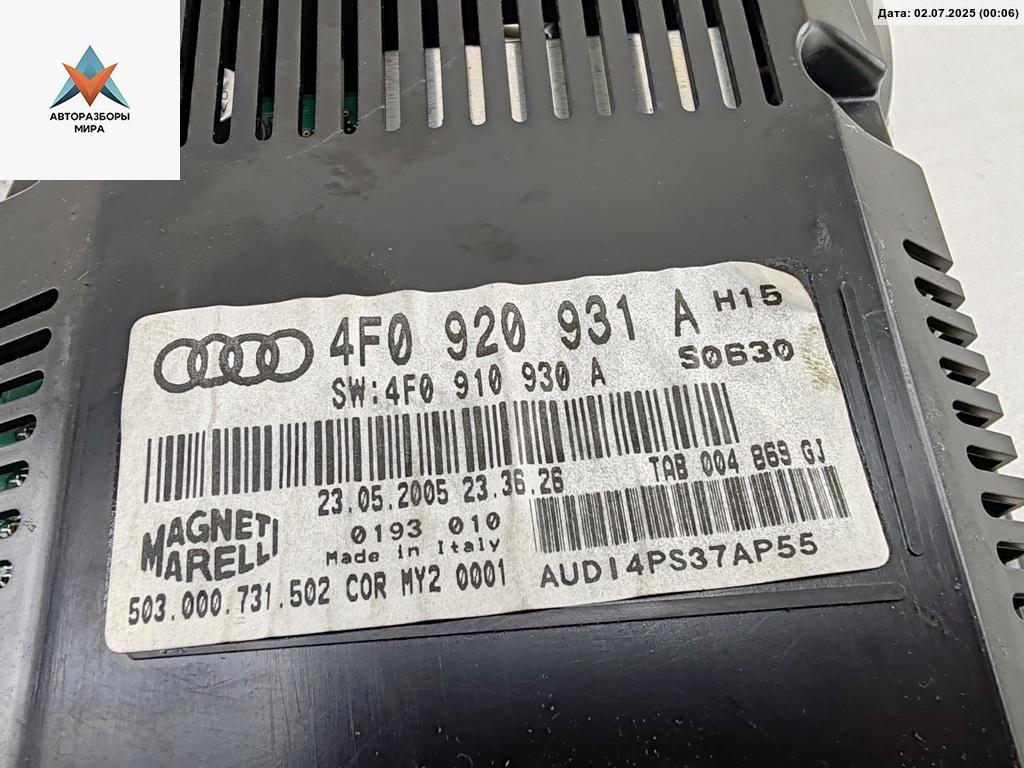 Дата: 02.07.2025 (00:06)
АВТОРАЗБОРЫ
МИРА
4F0 920 931 A H15
SW:4F0 910 930 A S0630
23.05.2005 23.36.26 TAB 004 869 GJ
MAGNETI
MARELLI
0193 010
Made in Italy
503.000.731.502 COR MY2 0001
AUDI4PS37AP55